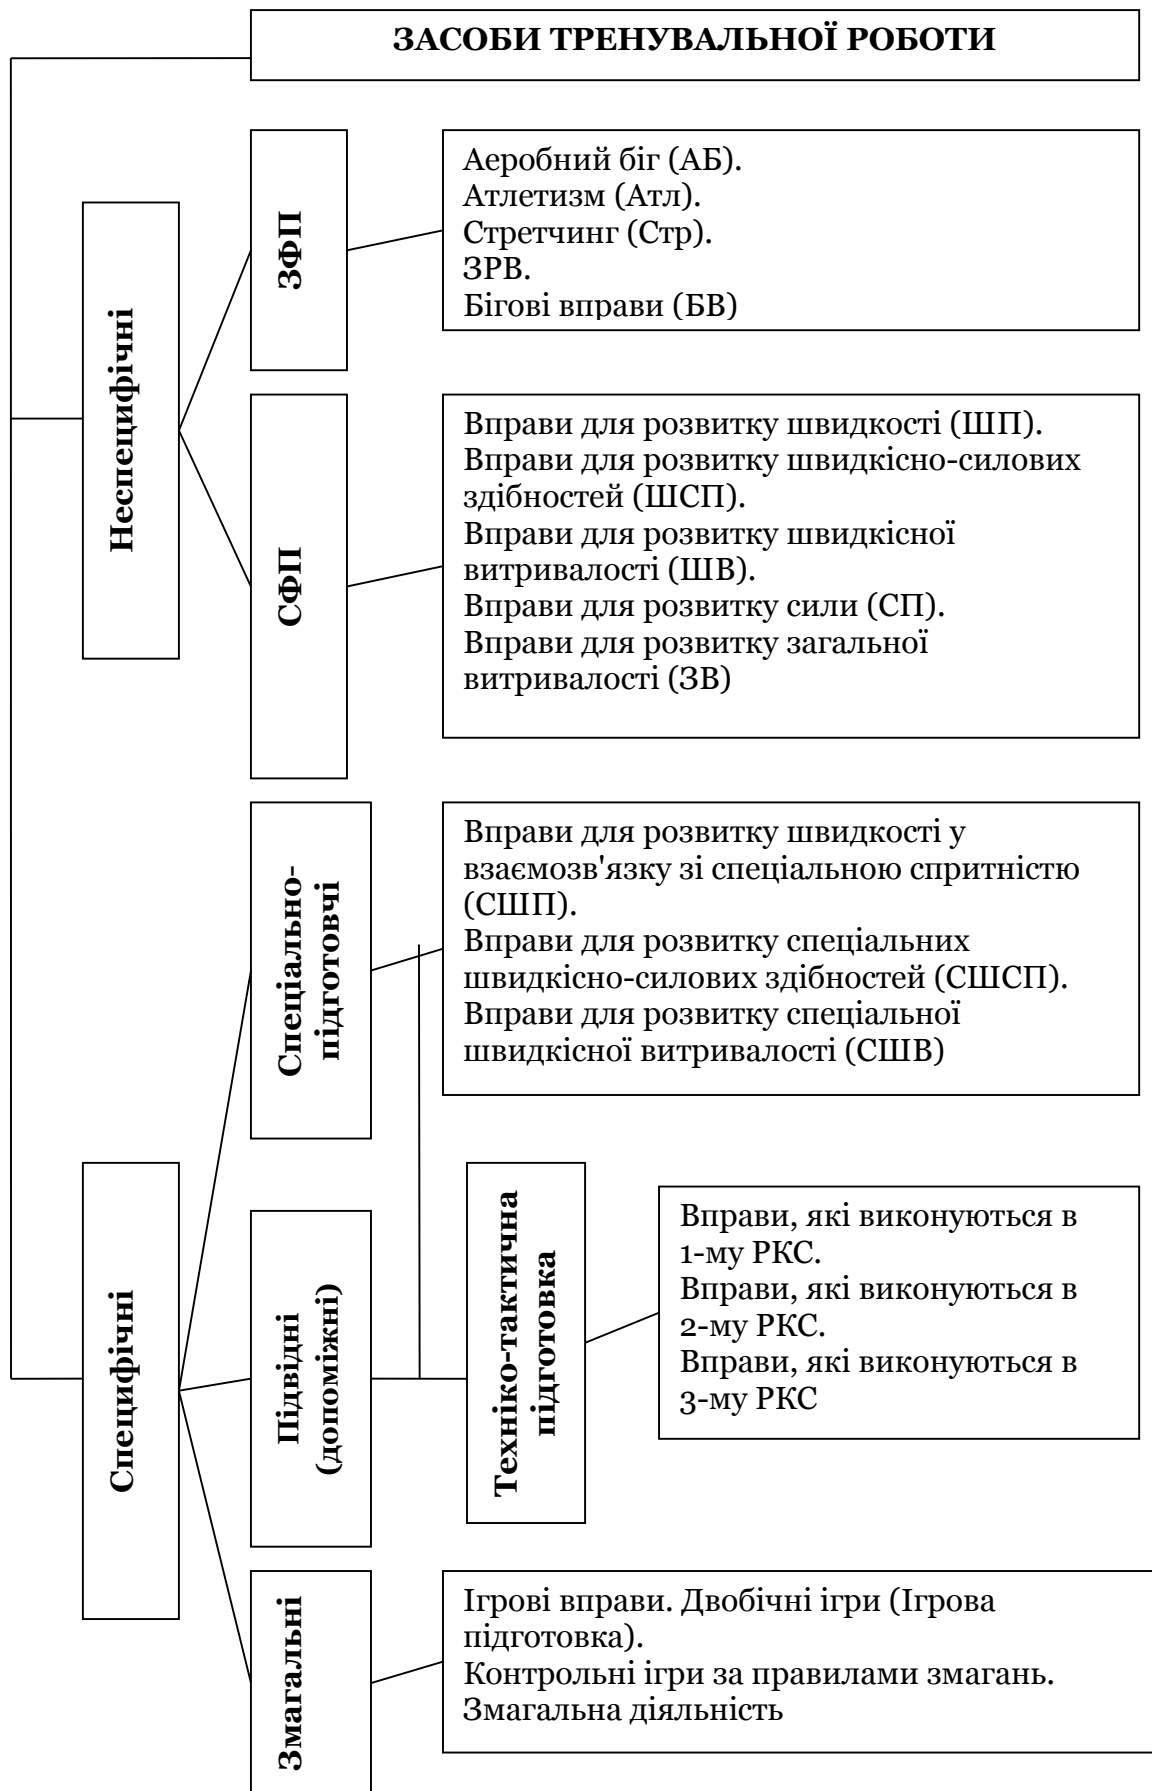 ЗАСОБИ ТРЕНУВАЛЬНОЇ РОБОТИ
Неспецифічні
ЗФП
Аеробний біг (АБ).
Атлетизм (Атл).
Стретчинг (Стр).
ЗРВ.
Бігові вправи (БВ)
СФП
Вправи для розвитку швидкості (ШП).
Вправи для розвитку швидкісно-силових
здібностей (ШСП).
Вправи для розвитку швидкісної
витривалості (ШВ).
Вправи для розвитку сили (СП).
Вправи для розвитку загальної
витривалості (ЗВ)
Специфічні
Спеціально-
підготовчі
Вправи для розвитку швидкості у
взаємозв'язку зі спеціальною спритністю
(СШП).
Вправи для розвитку спеціальних
швидкісно-силових здібностей (СШСП).
Вправи для розвитку спеціальної
швидкісної витривалості (СШВ)
Підвідні
(допоміжні)
Техніко-тактична
підготовка
Вправи, які виконуються в
1-му РКС.
Вправи, які виконуються в
2-му РКС.
Вправи, які виконуються в
3-му РКС
Змагальні
Ігрові вправи. Двобічні ігри (Ігрова
підготовка).
Контрольні ігри за правилами змагань.
Змагальна діяльність